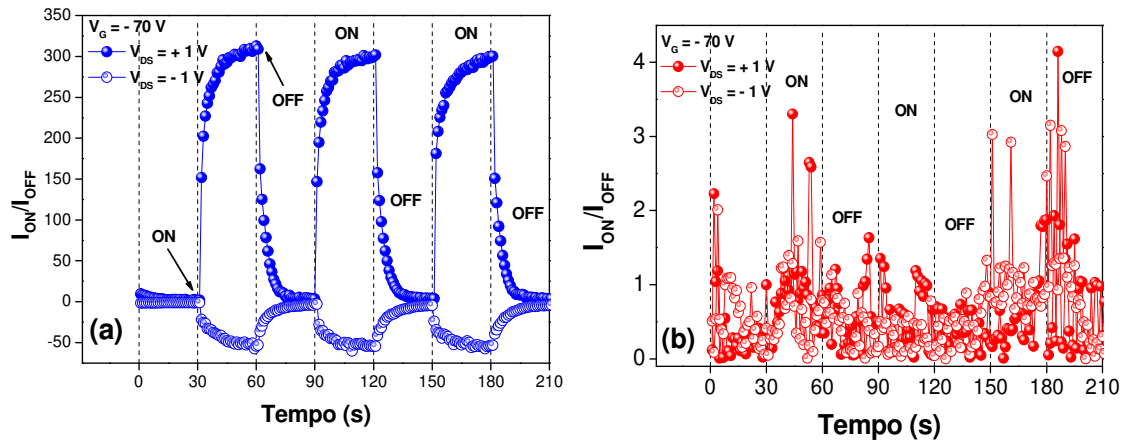 V_G = - 70 V
V_DS = + 1 V
V_DS = - 1 V
ON
ON
OFF
ON
OFF
OFF
350
300
250
200
150
100
50
0
-50
I_ON/I_OFF
(a)
0 30 60 90 120 150 180 210
Tempo (s)
V_G = - 70 V
V_DS = + 1 V
V_DS = - 1 V
ON
ON
ON
OFF
OFF
OFF
4
3
2
1
0
I_ON/I_OFF
(b)
0 30 60 90 120 150 180 210
Tempo (s)